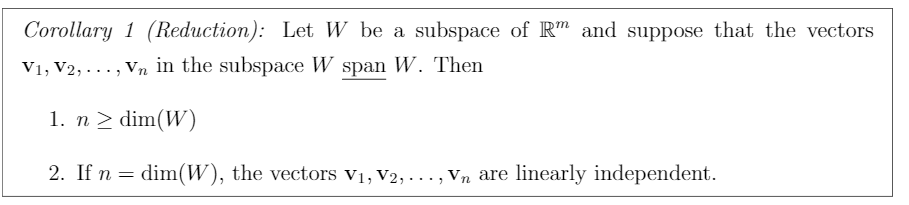 Corollary 1 (Reduction): Let W be a subspace of ℝᵐ and suppose that the vectors
v₁, v₂, . . . , vₙ in the subspace W span W. Then
1. n ≥ dim(W)
2. If n = dim(W), the vectors v₁, v₂, . . . , vₙ are linearly independent.